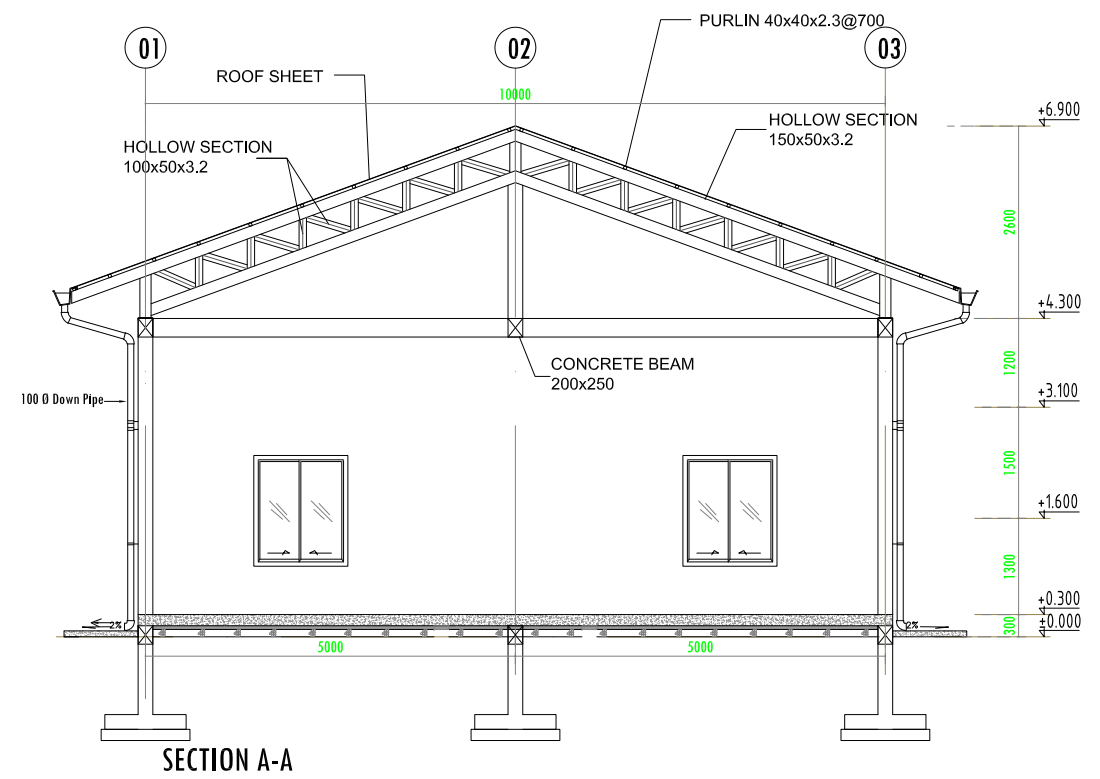 PURLIN 40x40x2.3@700
01
02
03
ROOF SHEET
10000
+6.900
HOLLOW SECTION
150x50x3.2
HOLLOW SECTION
100x50x3.2
2600
+4.300
CONCRETE BEAM
200x250
1200
100 Ø Down Pipe
+3.100
1500
+1.600
1300
+0.300
2%
2%
300
±0.000
5000
5000
SECTION A-A